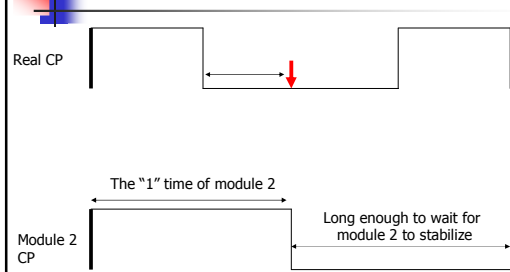 Real CP
The “1” time of module 2
Long enough to wait for
module 2 to stabilize
Module 2
CP